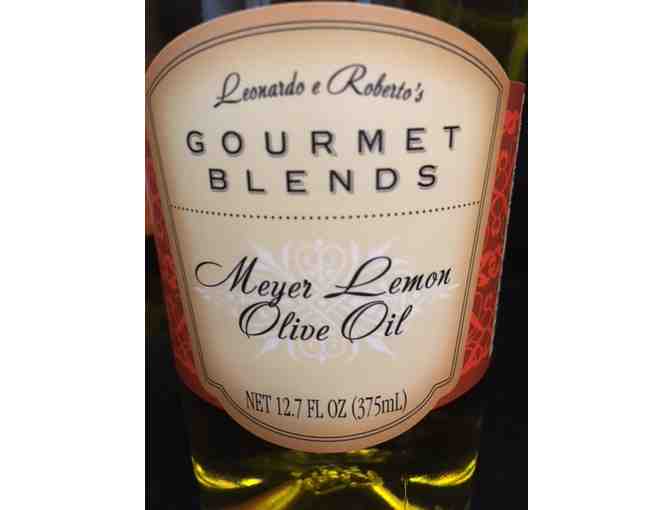 Leonardo e Roberto's
GOURMET
BLENDS
Meyer Lemon
Olive Oil
NET 12.7 FL OZ (375mL)